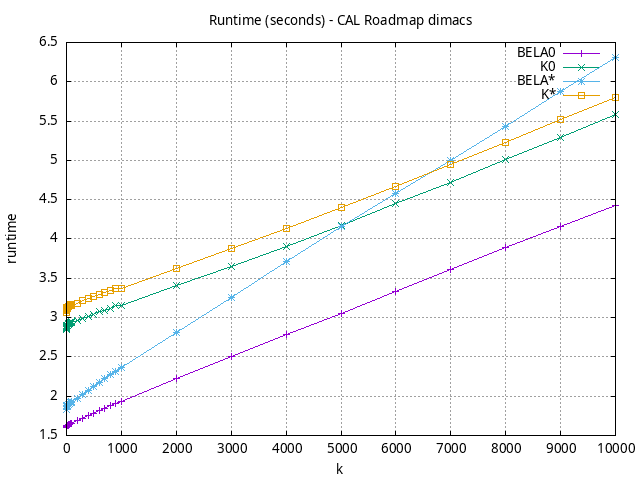 Runtime (seconds) - CAL Roadmap dimacs
BELA0
K0
BELA*
K*
6.5
6
5.5
5
4.5
4
3.5
3
2.5
2
1.5
runtime
0 1000 2000 3000 4000 5000 6000 7000 8000 9000 10000
k